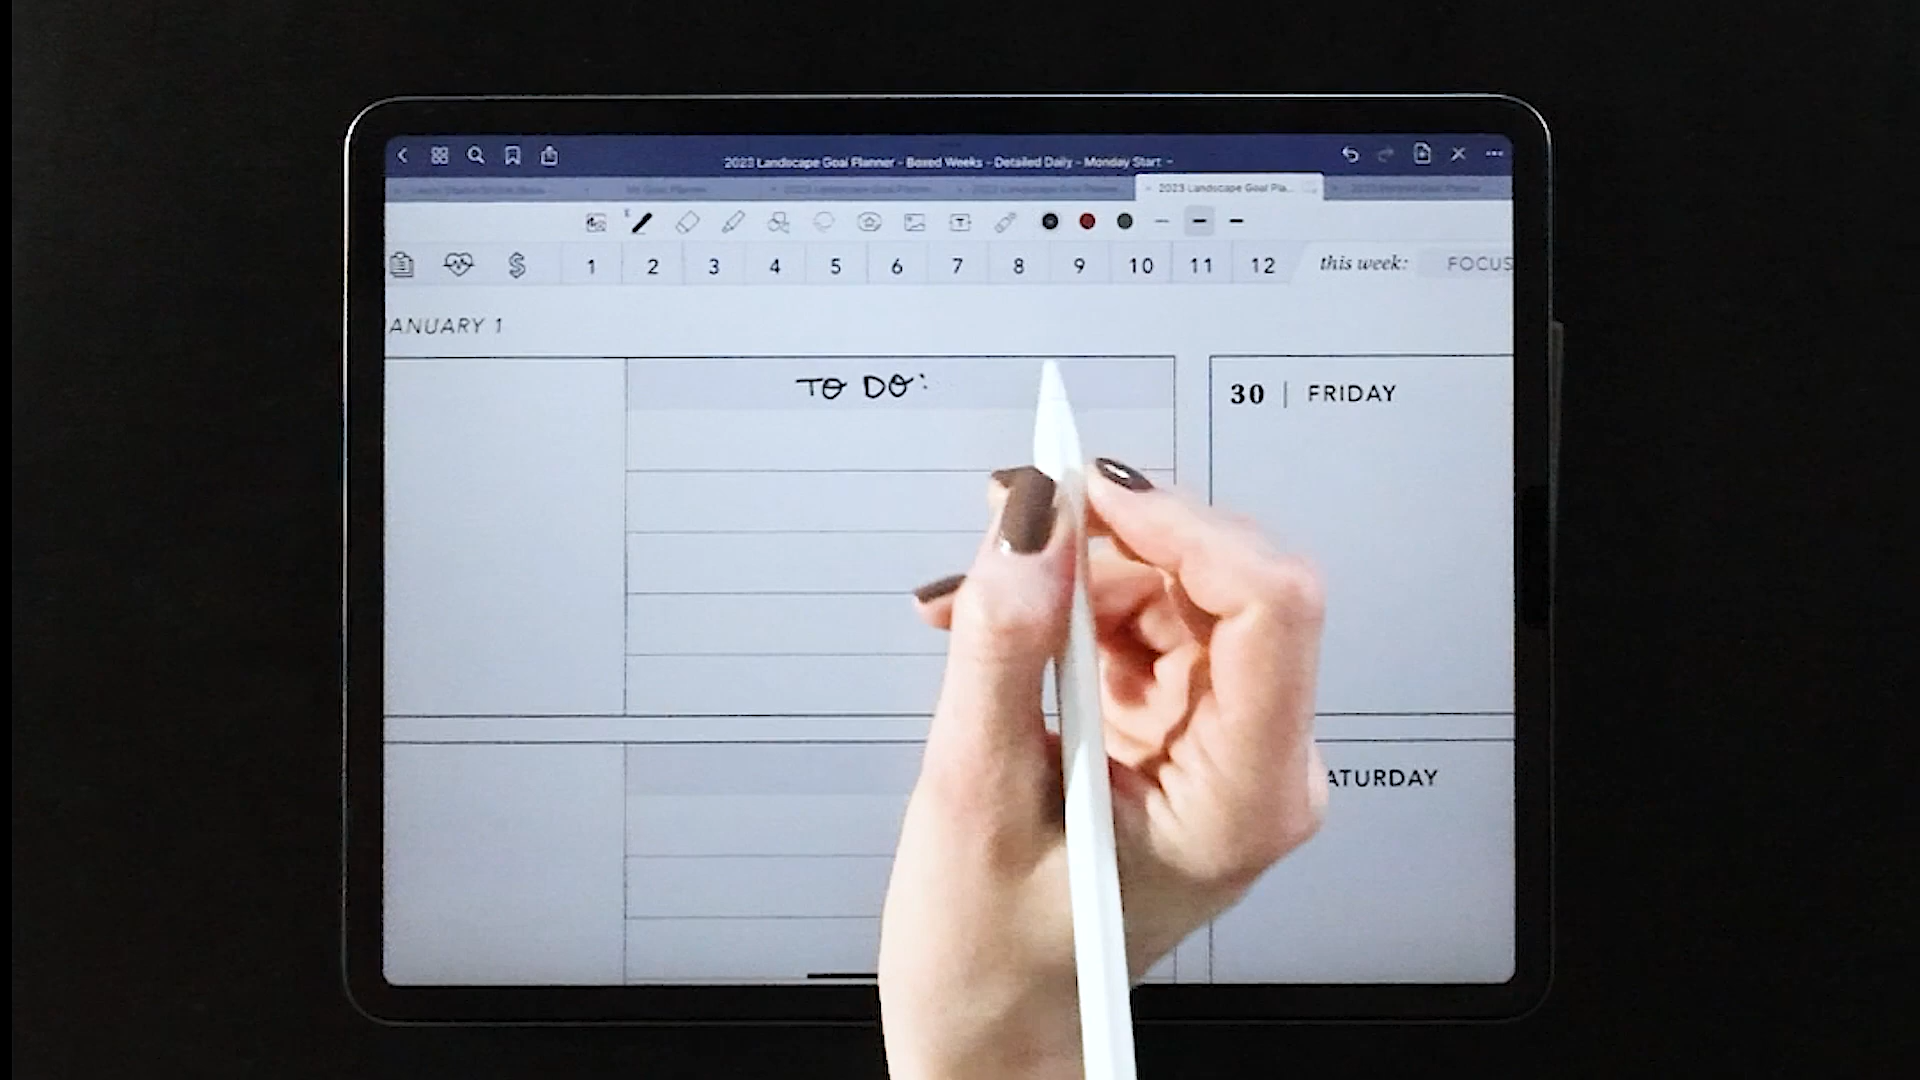 2023 Landscape Goal Planner - Boxed Weeks - Detailed Daily - Monday Start
2023 Landscape Goal Pla...
1 2 3 4 5 6 7 8 9 10 11 12 this week: FOCUS
ANUARY 1
TO DO:
30 | FRIDAY
ATURDAY